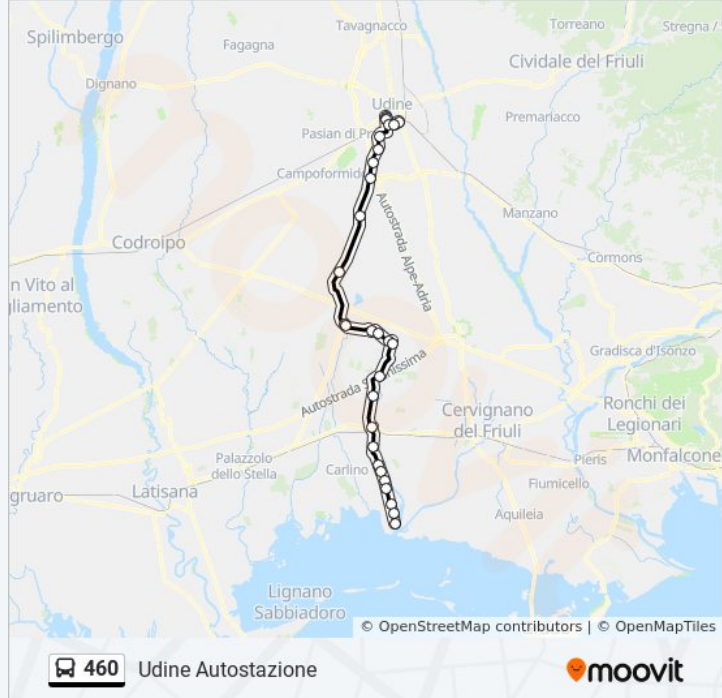 Tavagnacco
Torreano
Stregna /
Spilimbergo
Fagagna
Cividale del Friuli
Dignano
Udine
Premariacco
Pasian di Pr
Campoformido
Autostrada Alpe-Adria
Manzano
Codroipo
Cormons
n Vito al
gliamento
Gradisca d'Isonzo
Autostrada S
nissima
Ronchi dei
Legionari
Cervignano
del Friuli
Monfalcone
Palazzolo
dello Stella
Carlino
Pieris
Fiumicello
gruaro
Latisana
Aquileia
Lignano
Sabbiadoro
© OpenStreetMap contributors | © OpenMapTiles
460 Udine Autostazione
moovit